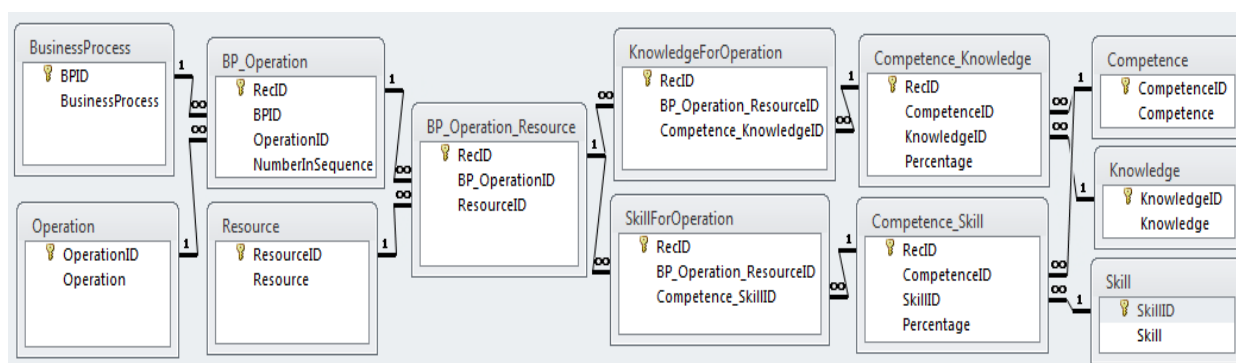 BusinessProcess
BPID
BusinessProcess
1
∞
∞
BP_Operation
RecID
BPID
OperationID
NumberInSequence
1
Operation
OperationID
Operation
1
Resource
ResourceID
Resource
1
∞
∞
BP_Operation_Resource
RecID
BP_OperationID
ResourceID
1
∞
∞
KnowledgeForOperation
RecID
BP_Operation_ResourceID
Competence_KnowledgeID
1
∞
SkillForOperation
RecID
BP_Operation_ResourceID
Competence_SkillID
1
∞
Competence_Knowledge
RecID
CompetenceID
KnowledgeID
Percentage
∞
∞
1
Competence_Skill
RecID
CompetenceID
SkillID
Percentage
∞
∞
1
1
Competence
CompetenceID
Competence
Knowledge
KnowledgeID
Knowledge
Skill
SkillID
Skill